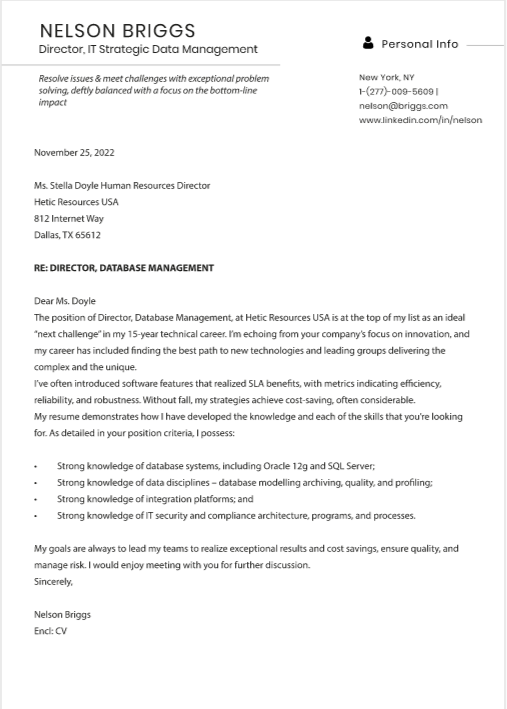 NELSON BRIGGS
Director, IT Strategic Data Management
Personal Info
Resolve issues & meet challenges with exceptional problem
solving, deftly balanced with a focus on the bottom-line
impact
New York, NY
1-(277)-009-5609 |
nelson@briggs.com
www.linkedin.com/in/nelson
November 25, 2022
Ms. Stella Doyle Human Resources Director
Hetic Resources USA
812 Internet Way
Dallas, TX 65612
RE: DIRECTOR, DATABASE MANAGEMENT
Dear Ms. Doyle
The position of Director, Database Management, at Hetic Resources USA is at the top of my list as an ideal
“next challenge” in my 15-year technical career. I’m echoing from your company’s focus on innovation, and
my career has included finding the best path to new technologies and leading groups delivering the
complex and the unique.
I’ve often introduced software features that realized SLA benefits, with metrics indicating efficiency,
reliability, and robustness. Without fall, my strategies achieve cost-saving, often considerable.
My resume demonstrates how I have developed the knowledge and each of the skills that you’re looking
for. As detailed in your position criteria, I possess:
• Strong knowledge of database systems, including Oracle 12g and SQL Server;
• Strong knowledge of data disciplines – database modelling archiving, quality, and profiling;
• Strong knowledge of integration platforms; and
• Strong knowledge of IT security and compliance architecture, programs, and processes.
My goals are always to lead my teams to realize exceptional results and cost savings, ensure quality, and
manage risk. I would enjoy meeting with you for further discussion.
Sincerely,
Nelson Briggs
Encl: CV